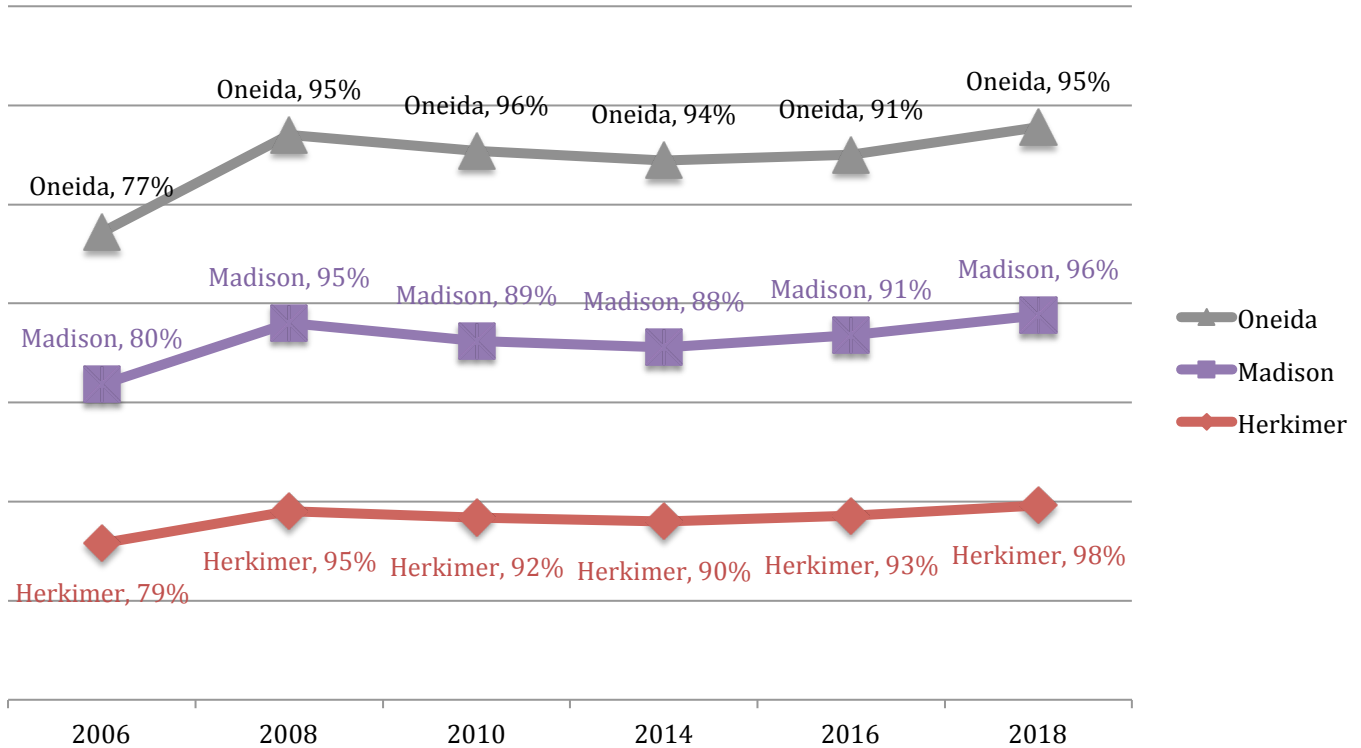 Oneida, 77%
Oneida, 95%
Oneida, 96%
Oneida, 94%
Oneida, 91%
Oneida, 95%
Madison, 80%
Madison, 95%
Madison, 89%
Madison, 88%
Madison, 91%
Madison, 96%
Herkimer, 79%
Herkimer, 95%
Herkimer, 92%
Herkimer, 90%
Herkimer, 93%
Herkimer, 98%
Oneida
Madison
Herkimer
2006 2008 2010 2014 2016 2018